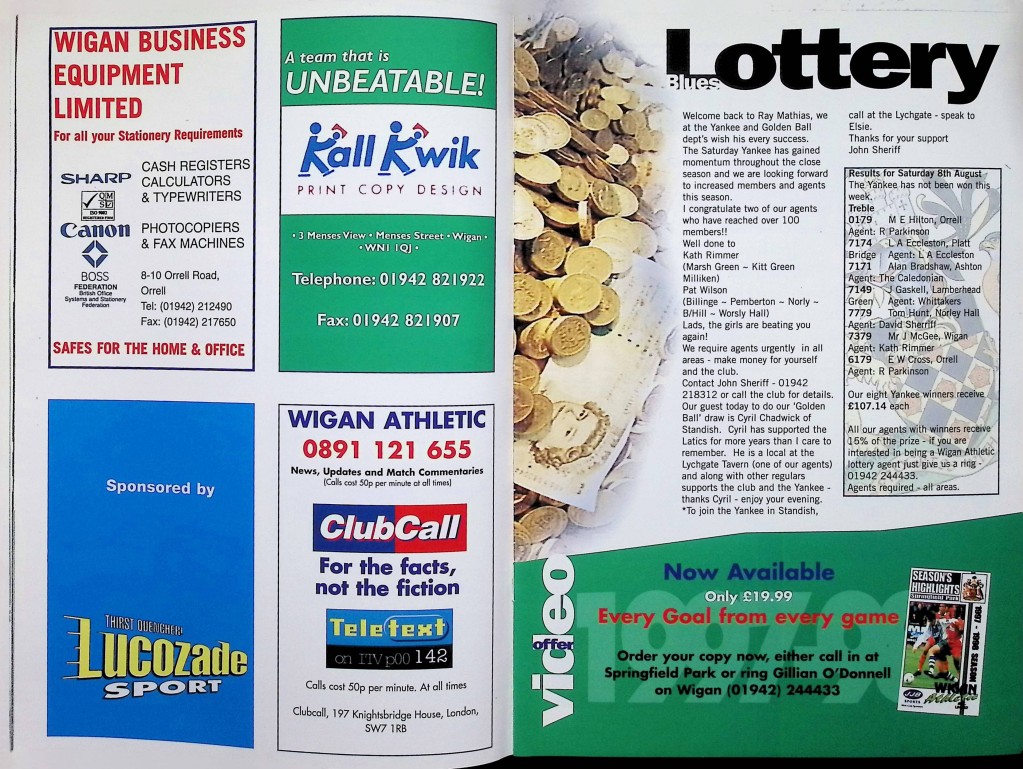 WIGAN BUSINESS
EQUIPMENT
LIMITED
For all your Stationery Requirements
SHARP
CASH REGISTERS
CALCULATORS
& TYPEWRITERS
Canon
PHOTOCOPIERS
& FAX MACHINES
BOSS
FEDERATION
British Office
Systems and Stationery
Federation
8-10 Orrell Road,
Orrell
Tel: (01942) 212490
Fax: (01942) 217650
SAFES FOR THE HOME & OFFICE
A team that is
UNBEATABLE!
Kall Kwik
PRINT COPY DESIGN
• 3 Menses View • Menses Street • Wigan •
• WN1 1QJ •
Telephone: 01942 821922
Fax: 01942 821907
Sponsored by
THIRST QUENCHER!
LUCOZADE
SPORT
WIGAN ATHLETIC
0891 121 655
News, Updates and Match Commentaries
(Calls cost 50p per minute at all times)
ClubCall
For the facts,
not the fiction
Teletext
on ITV p00 142
Calls cost 50p per minute. At all times
Clubcall, 197 Knightsbridge House, London,
SW7 1RB
Blues Lottery
Welcome back to Ray Mathias, we
at the Yankee and Golden Ball
dept's wish his every success.
The Saturday Yankee has gained
momentum throughout the close
season and we are looking forward
to increased members and agents
this season.
I congratulate two of our agents
who have reached over 100
members!!
Well done to
Kath Rimmer
(Marsh Green ~ Kitt Green
Milliken)
Pat Wilson
(Billinge ~ Pemberton ~ Norly ~
B/Hill ~ Worsly Hall)
Lads, the girls are beating you
again!
We require agents urgently in all
areas - make money for yourself
and the club.
Contact John Sheriff - 01942
218312 or call the club for details.
Our guest today to do our 'Golden
Ball' draw is Cyril Chadwick of
Standish. Cyril has supported the
Latics for more years than I care to
remember. He is a local at the
Lychgate Tavern (one of our agents)
and along with other regulars
supports the club and the Yankee -
thanks Cyril - enjoy your evening.
*To join the Yankee in Standish,
call at the Lychgate - speak to
Elsie.
Thanks for your support
John Sheriff
Results for Saturday 8th August
The Yankee has not been won this
week.
Treble
0179 M E Hilton, Orrell
Agent: R Parkinson
7174 L A Eccleston, Platt
Bridge Agent: L A Eccleston
7171 Alan Bradshaw, Ashton
Agent: The Caledonian
7149 J Gaskell, Lamberhead
Green Agent: Whittakers
7779 Tom Hunt, Norley Hall
Agent: David Sherriff
7379 Mr J McGee, Wigan
Agent: Kath Rimmer
6179 E W Cross, Orrell
Agent: R Parkinson
Our eight Yankee winners receive
£107.14 each
All our agents with winners receive
15% of the prize - if you are
interested in being a Wigan Athletic
lottery agent just give us a ring -
01942 244433.
Agents required - all areas.
video
offer
Now Available
Only £19.99
Every Goal from every game
Order your copy now, either call in at
Springfield Park or ring Gillian O'Donnell
on Wigan (01942) 244433
SEASON'S
HIGHLIGHTS
Springfield Park
1997 - 1998 SEASON
JJB
SPORTS
WIGAN
Athletic